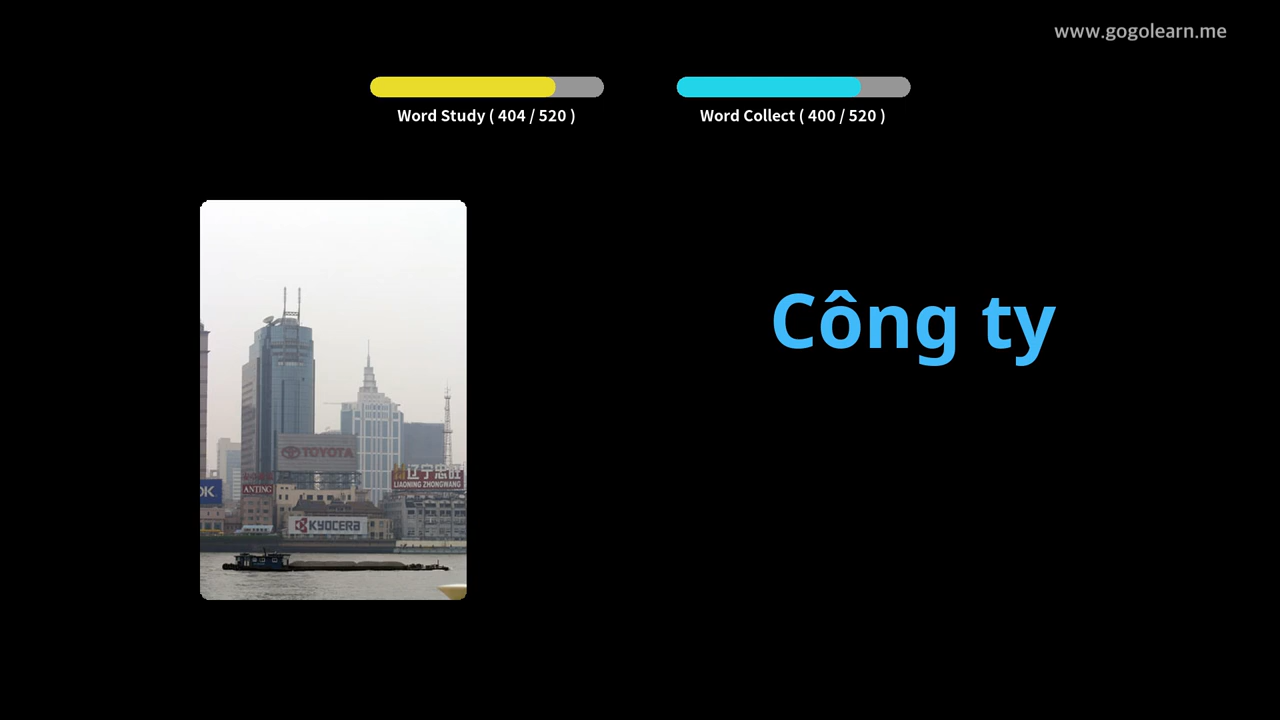 www.gogolearn.me
Word Study ( 404 / 520 )
Word Collect ( 400 / 520 )
Công ty
TOYOTA
辽宁忠旺
LIAONING ZHONGWANG
OK
ANTING
KYOCERA